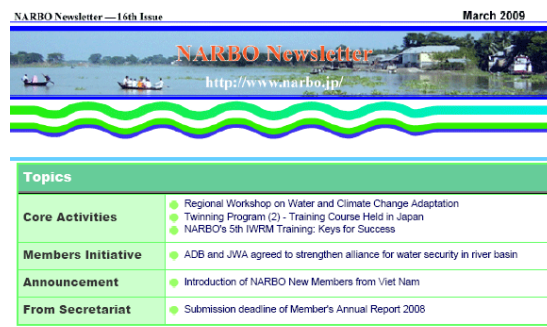 NARBO Newsletter — 16th Issue
March 2009
NARBO Newsletter
http://www.narbo.jp/
Topics
Core Activities
Regional Workshop on Water and Climate Change Adaptation
Twinning Program (2) - Training Course Held in Japan
NARBO's 5th IWRM Training: Keys for Success
Members Initiative
ADB and JWA agreed to strengthen alliance for water security in river basin
Announcement
Introduction of NARBO New Members from Viet Nam
From Secretariat
Submission deadline of Member's Annual Report 2008